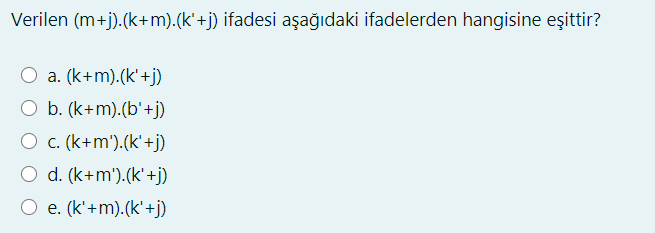 Verilen (m+j).(k+m).(k'+j) ifadesi aşağıdaki ifadelerden hangisine eşittir?
a. (k+m).(k'+j)
b. (k+m).(b'+j)
c. (k+m').(k'+j)
d. (k+m').(k'+j)
e. (k'+m).(k'+j)